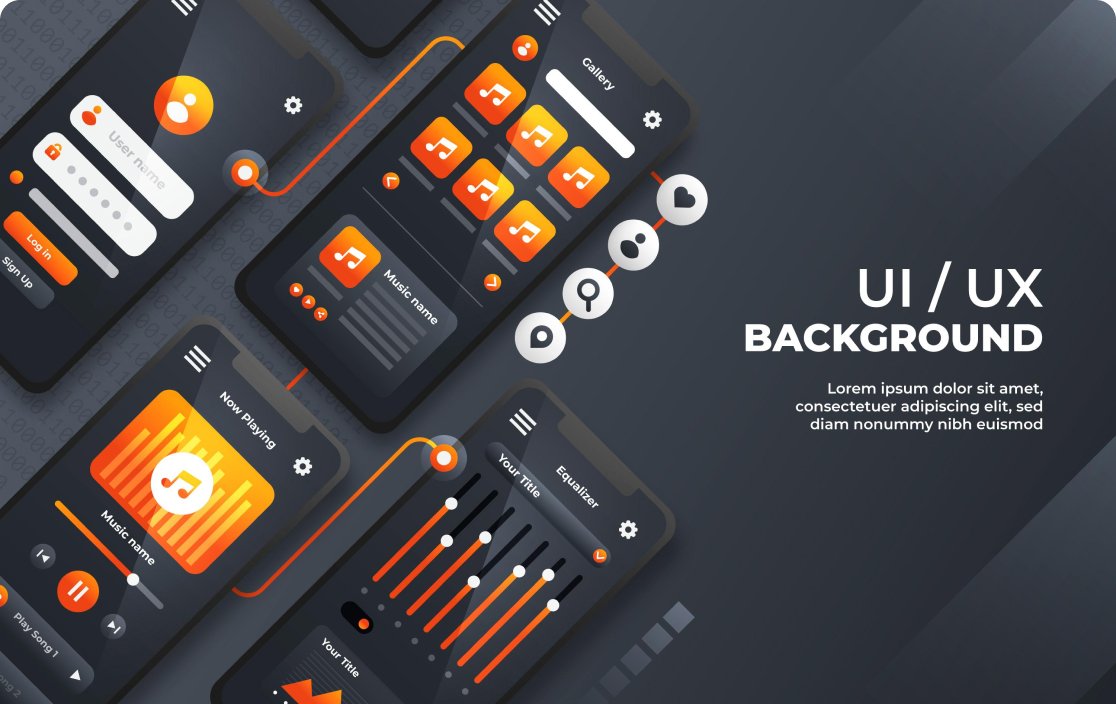 User name
Log in
Sign Up
Gallery
Music name
Now Playing
Music name
Play Song 1
Equalizer
Your Title
Your Title
UI / UX
BACKGROUND
Lorem ipsum dolor sit amet,
consectetuer adipiscing elit, sed
diam nonummy nibh euismod